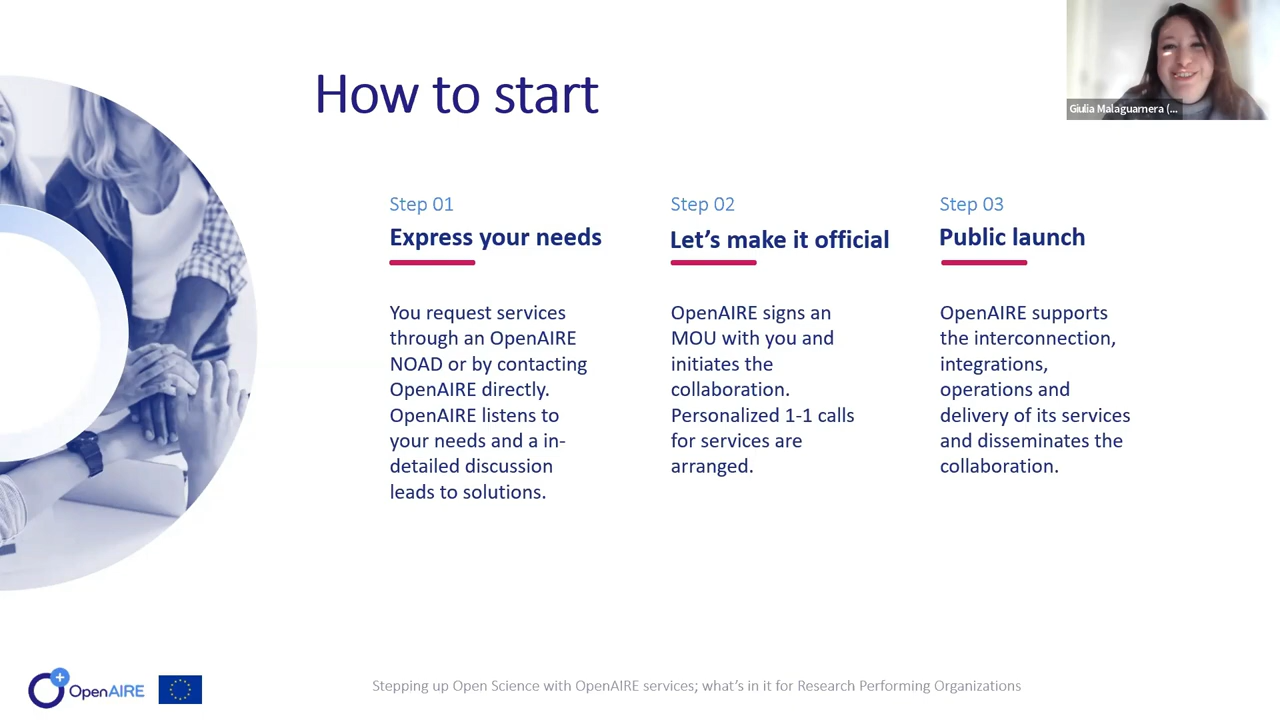 Giulia Malaguarnera (...
How to start
Step 01
Express your needs
You request services
through an OpenAIRE
NOAD or by contacting
OpenAIRE directly.
OpenAIRE listens to
your needs and a in-
detailed discussion
leads to solutions.
Step 02
Let's make it official
OpenAIRE signs an
MOU with you and
initiates the
collaboration.
Personalized 1-1 calls
for services are
arranged.
Step 03
Public launch
OpenAIRE supports
the interconnection,
integrations,
operations and
delivery of its services
and disseminates the
collaboration.
OpenAIRE
Stepping up Open Science with OpenAIRE services; what's in it for Research Performing Organizations